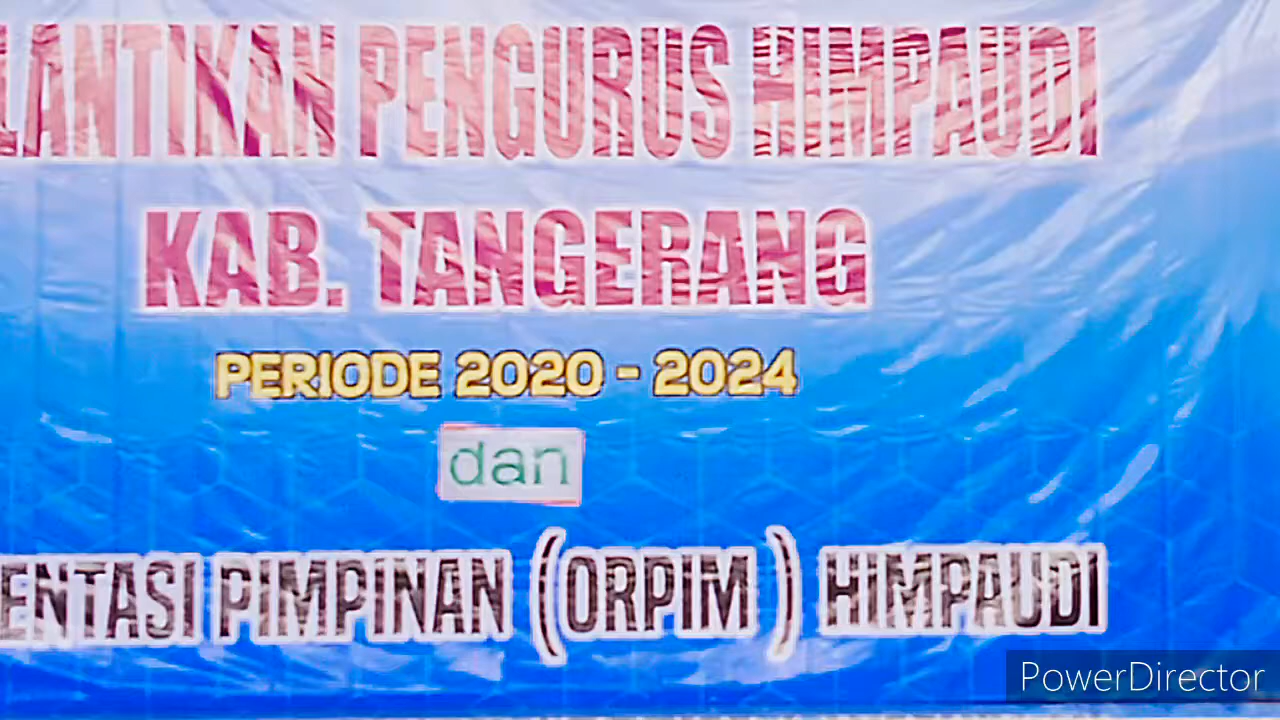 LANTIKAN PENGURUS HIMPAUDI
KAB. TANGERANG
PERIODE 2020 - 2024
dan
ENTASI PIMPINAN (ORPIM ) HIMPAUDI
PowerDirector